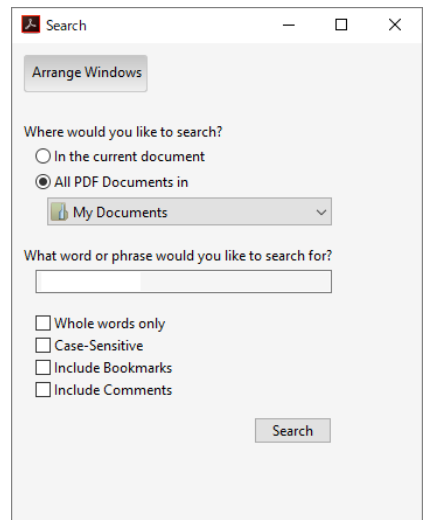 Search
Arrange Windows
Where would you like to search?
In the current document
All PDF Documents in
My Documents
What word or phrase would you like to search for?
Whole words only
Case-Sensitive
Include Bookmarks
Include Comments
Search